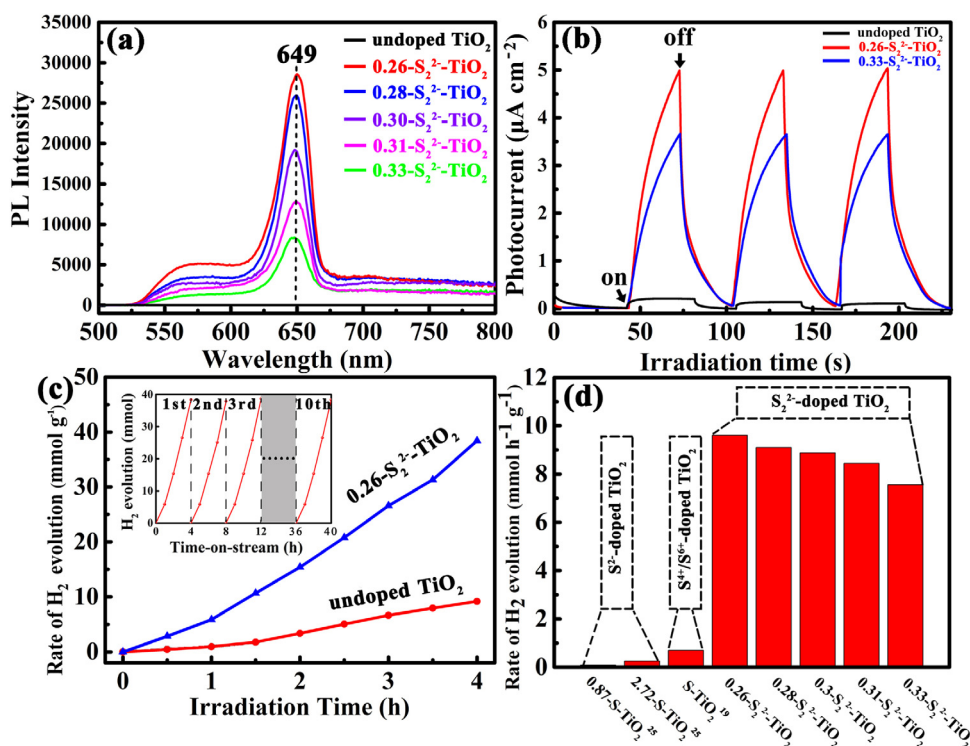 (a)
649
undoped TiO₂
0.26-S₂²⁻-TiO₂
0.28-S₂²⁻-TiO₂
0.30-S₂²⁻-TiO₂
0.31-S₂²⁻-TiO₂
0.33-S₂²⁻-TiO₂
PL Intensity
35000
30000
25000
20000
15000
10000
5000
0
500 550 600 650 700 750 800
Wavelength (nm)
(b)
off
on
undoped TiO₂
0.26-S₂²⁻-TiO₂
0.33-S₂²⁻-TiO₂
Photocurrent (μA cm⁻²)
6
5
4
3
2
1
0
0 50 100 150 200
Irradiation time (s)
(c)
Rate of H₂ evolution (mmol g⁻¹)
50
40
30
20
10
0
0 1 2 3 4
Irradiation Time (h)
0.26-S₂²⁻-TiO₂
undoped TiO₂
H₂ evolution (mmol)
40
30
20
10
0
1st 2nd 3rd 10th
0 4 8 12 36 40
Time-on-stream (h)
(d)
Rate of H₂ evolution (mmol h⁻¹ g⁻¹)
12
10
8
6
4
2
0
S²⁻-doped TiO₂
S⁴⁺/S⁶⁺-doped TiO₂
S₂²⁻-doped TiO₂
0.87-S-TiO₂²⁵
2.72-S-TiO₂²⁵
S-TiO₂¹⁹
0.26-S₂²⁻-TiO₂
0.28-S₂²⁻-TiO₂
0.3-S₂²⁻-TiO₂
0.31-S₂²⁻-TiO₂
0.33-S₂²⁻-TiO₂